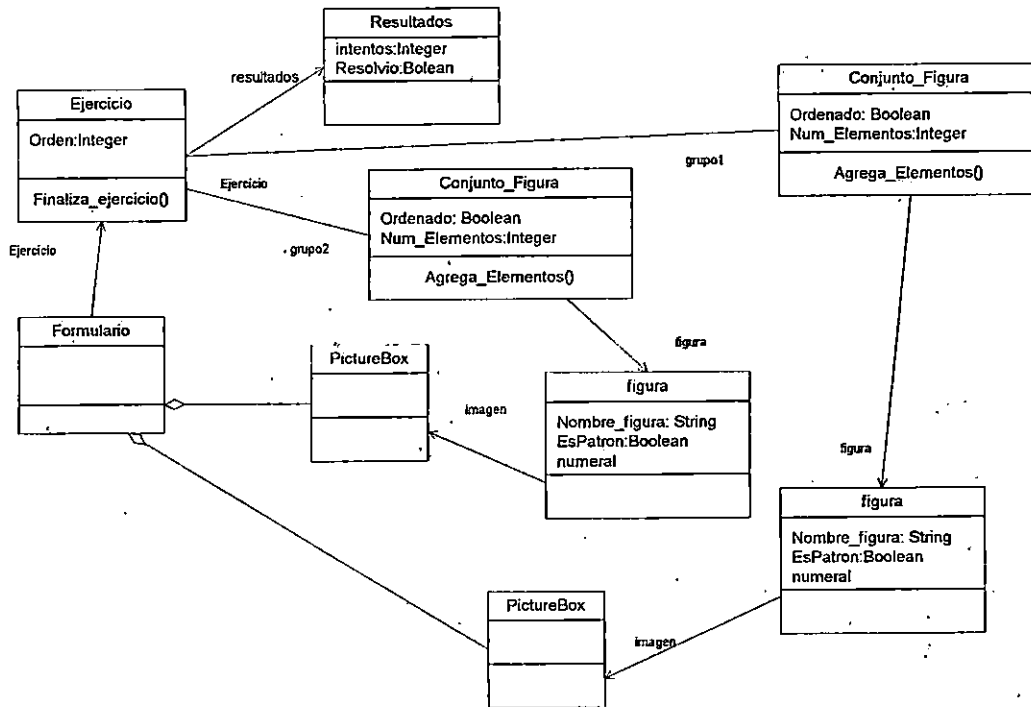 Resultados
intentos:Integer
Resolvio:Bolean
resultados
Ejercicio
Orden:Integer
Finaliza_ejercicio()
Conjunto_Figura
Ordenado: Boolean
Num_Elementos:Integer
Agrega_Elementos()
grupo1
Ejercicio
grupo2
Conjunto_Figura
Ordenado: Boolean
Num_Elementos:Integer
Agrega_Elementos()
Ejercicio
Formulario
PictureBox
figura
figura
Nombre_figura: String
EsPatron:Boolean
numeral
imagen
figura
figura
Nombre_figura: String
EsPatron:Boolean
numeral
PictureBox
imagen